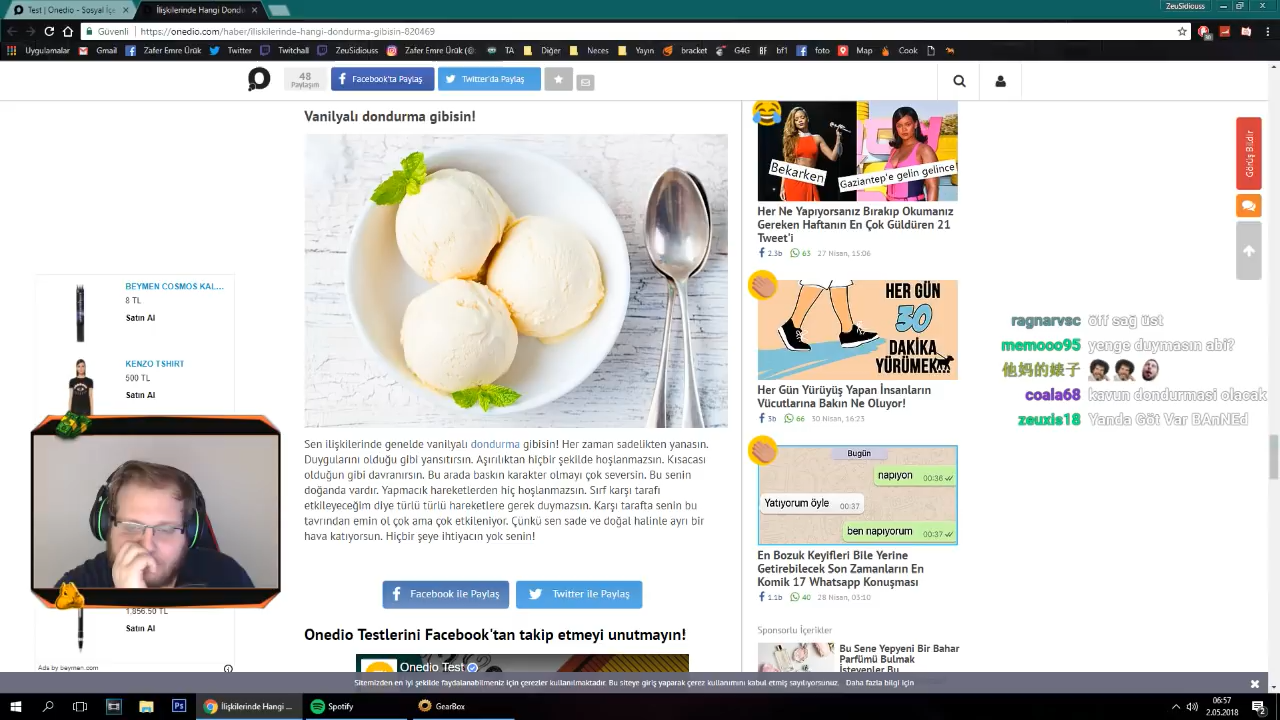 Test | Onedio - Sosyal İçe
İlişkilerinde Hangi Dondur
ZeuSidiouss
Güvenli
https://onedio.com/haber/iliskilerinde-hangi-dondurma-gibisin-820469
Uygulamalar
Gmail
Zafer Emre Ürük (@
Twitter
Twitchall
ZeuSidiouss
Instagram
Zafer Emre Ürük (@
TA
Diğer
Neces
Yayın
bracket
G4G
Bf
bf1
foto
Map
Cook
48
Paylaşım
Facebook'ta Paylaş
Twitter'da Paylaş
Vanilyalı dondurma gibisin!
Sen ilişkilerinde genelde vanilyalı dondurma gibisin! Her zaman sadelikten yanasın.
Duygularını olduğu gibi yansıtırsın. Aşırılıktan hiçbir şekilde hoşlanmazsın. Kısacası
olduğun gibi davranırsın. Bu arada baskın karakter olmayı çok seversin. Bu senin
doğanda vardır. Yapmacık hareketlerden hiç hoşlanmazsın. Sırf karşı tarafı
etkileyeceğim diye türlü türlü hareketlere gerek duymazsın. Karşı tarafta senin bu
tavrından emin ol çok ama çok etkileniyor. Çünkü sen sade ve doğal halinle ayrı bir
hava katıyorsun. Hiçbir şeye ihtiyacın yok senin!
Facebook ile Paylaş
Twitter ile Paylaş
Onedio Testlerini Facebook'tan takip etmeyi unutmayın!
Onedio Test
BEYMEN COSMOS KAL...
8 TL
Satın Al
KENZO TSHIRT
500 TL
Satın Al
1.856.50 TL
Satın Al
Ads by beymen.com
Bekarken
Gaziantep'e gelin gelince!
Her Ne Yapıyorsanız Bırakıp Okumanız
Gereken Haftanın En Çok Güldüren 21
Tweet'i
2.3b
63
27 Nisan, 15:06
HER GÜN
30
DAKİKA
YÜRÜMEK...
Her Gün Yürüyüş Yapan İnsanların
Vücutlarına Bakın Ne Oluyor!
3b
66
30 Nisan, 16:23
Bugün
napıyon 00:36
Yatıyorum öyle 00:37
ben napıyorum 00:37
En Bozuk Keyifleri Bile Yerine
Getirebilecek Son Zamanların En
Komik 17 Whatsapp Konuşması
1.1b
40
28 Nisan, 03:10
Sponsorlu İçerikler
Bu Sene Yepyeni Bir Bahar
Parfümü Bulmak
İsteyenler Bu
Görüş Bildir
ragnarvsc öff sağ üst
memooo95 yenge duymasın abi?
他妈的婊子
coala68 kavun dondurmasi olacak
zeuxis18 Yanda Göt Var BAnNEd
Sitemizden en iyi şekilde faydalanabilmeniz için çerezler kullanılmaktadır. Bu siteye giriş yaparak çerez kullanımını kabul etmiş sayılıyorsunuz. Daha fazla bilgi için
İlişkilerinde Hangi ...
Spotify
GearBox
06:57
2.05.2018